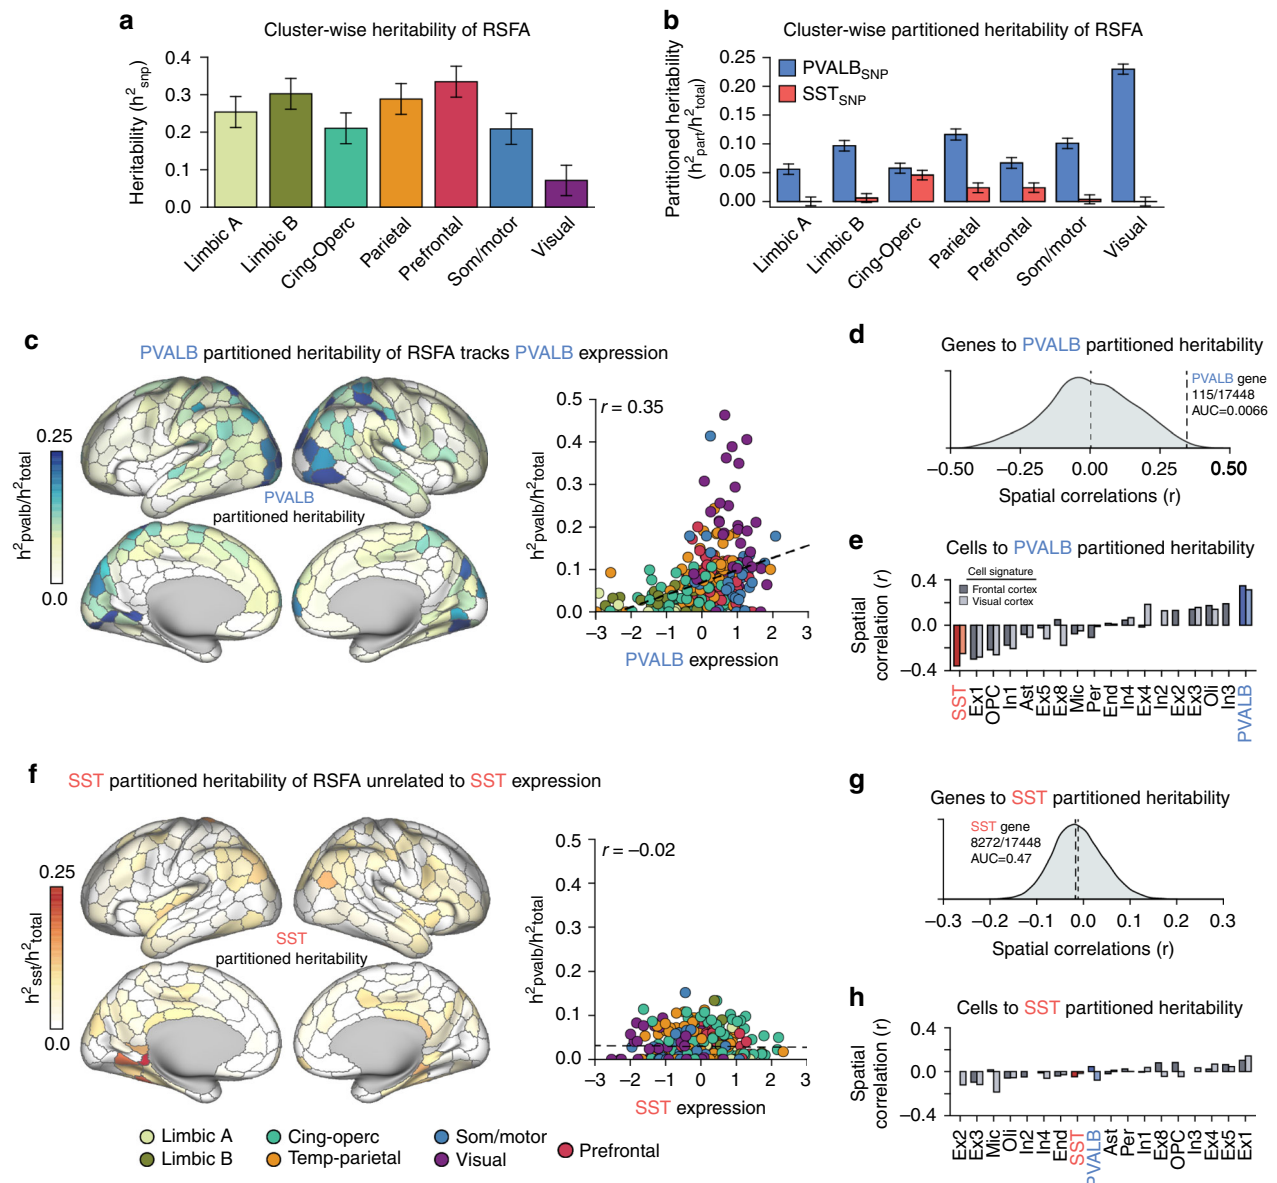 a
Cluster-wise heritability of RSFA
Heritability (h²snp)
0.4
0.3
0.2
0.1
0.0
Limbic A
Limbic B
Cing-Operc
Parietal
Prefrontal
Som/motor
Visual
b
Cluster-wise partitioned heritability of RSFA
Partitioned heritability
(h²part/h²total)
0.25
0.20
0.15
0.10
0.05
0.00
PVALBSNP
SSTSNP
Limbic A
Limbic B
Cing-Operc
Parietal
Prefrontal
Som/motor
Visual
c
PVALB partitioned heritability of RSFA tracks PVALB expression
0.25
0.0
h²pvalb/h²total
PVALB
partitioned heritability
r = 0.35
h²pvalb/h²total
0.5
0.4
0.3
0.2
0.1
0.0
−3 −2 −1 0 1 2 3
PVALB expression
d
Genes to PVALB partitioned heritability
PVALB gene
115/17448
AUC=0.0066
−0.50 −0.25 0.00 0.25 0.50
Spatial correlations (r)
e
Cells to PVALB partitioned heritability
Cell signature
Frontal cortex
Visual cortex
Spatial
correlation (r)
0.4
0.0
−0.4
SST
Ex1
OPC
In1
Ast
Ex5
Ex8
Mic
Per
End
In4
Ex4
In2
Ex2
Ex3
Oli
In3
PVALB
f
SST partitioned heritability of RSFA unrelated to SST expression
0.25
0.0
h²sst/h²total
SST
partitioned heritability
r = −0.02
h²pvalb/h²total
0.5
0.4
0.3
0.2
0.1
0.0
−3 −2 −1 0 1 2 3
SST expression
g
Genes to SST partitioned heritability
SST gene
8272/17448
AUC=0.47
−0.3 −0.2 −0.1 0.0 0.1 0.2 0.3
Spatial correlations (r)
h
Cells to SST partitioned heritability
Spatial
correlation (r)
0.4
0.0
−0.4
Ex2
Ex3
Mic
Oli
In2
In4
End
SST
PVALB
Ast
Per
In1
Ex8
OPC
In3
Ex4
Ex5
Ex1
Limbic A
Limbic B
Cing-operc
Temp-parietal
Som/motor
Visual
Prefrontal